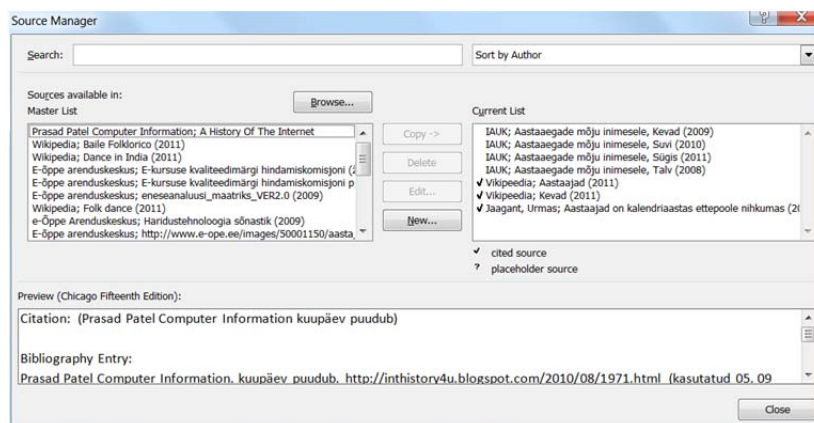 Source Manager
Search:
Sort by Author
Sources available in:
Master List
Browse...
Current List
Prasad Patel Computer Information; A History Of The Internet
Wikipedia; Baile Folklorico (2011)
Wikipedia; Dance in India (2011)
E-õppe arenduskeskus; E-kursuse kvaliteedimärgi hindamiskomisjoni
E-õppe arenduskeskus; E-kursuse kvaliteedimärgi hindamiskomisjoni p
E-õppe arenduskeskus; eneseanaluusi_maatriks_VER2.0 (2009)
Wikipedia; Folk dance (2011)
e-Õppe Arenduskeskus; Haridustehnoloogia sõnastik (2009)
E-õppe arenduskeskus; http://www.e-ope.ee/images/50001150/aasta
Copy ->
Delete
Edit...
New...
IAUK; Aastaaegade mõju inimesele, Kevad (2009)
IAUK; Aastaaegade mõju inimesele, Suvi (2010)
IAUK; Aastaaegade mõju inimesele, Sügis (2011)
IAUK; Aastaaegade mõju inimesele, Talv (2008)
✓ Vikipeedia; Aastaajad (2011)
✓ Vikipeedia; Kevad (2011)
✓ Jaagant, Urmas; Aastaajad on kalendriaastas ettepoole nihkumas (20
✓ cited source
? placeholder source
Preview (Chicago Fifteenth Edition):
Citation: (Prasad Patel Computer Information kuupäev puudub)
Bibliography Entry:
Prasad Patel Computer Information. kuupäev puudub. http://inthistory4u.blogspot.com/2010/08/1971.html (kasutatud 05. 09
Close